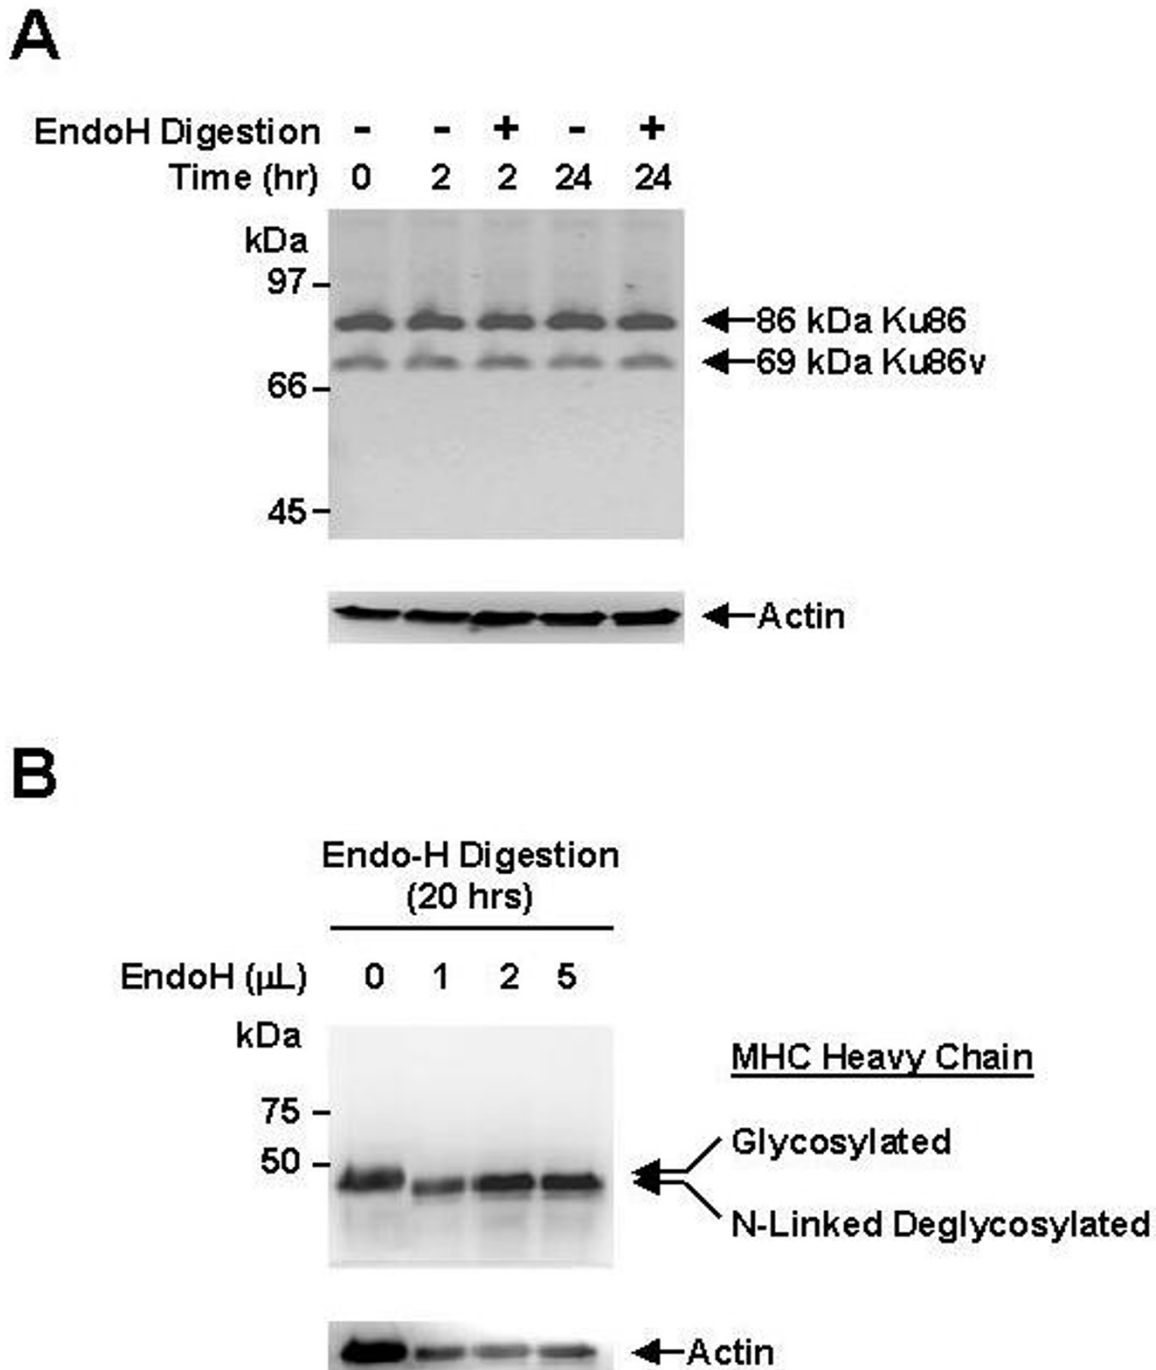 A
EndoH Digestion - - + - +
Time (hr) 0 2 2 24 24
kDa
97
86 kDa Ku86
69 kDa Ku86v
66
45
Actin
B
Endo-H Digestion
(20 hrs)
EndoH (μL) 0 1 2 5
kDa
MHC Heavy Chain
75
Glycosylated
50
N-Linked Deglycosylated
Actin